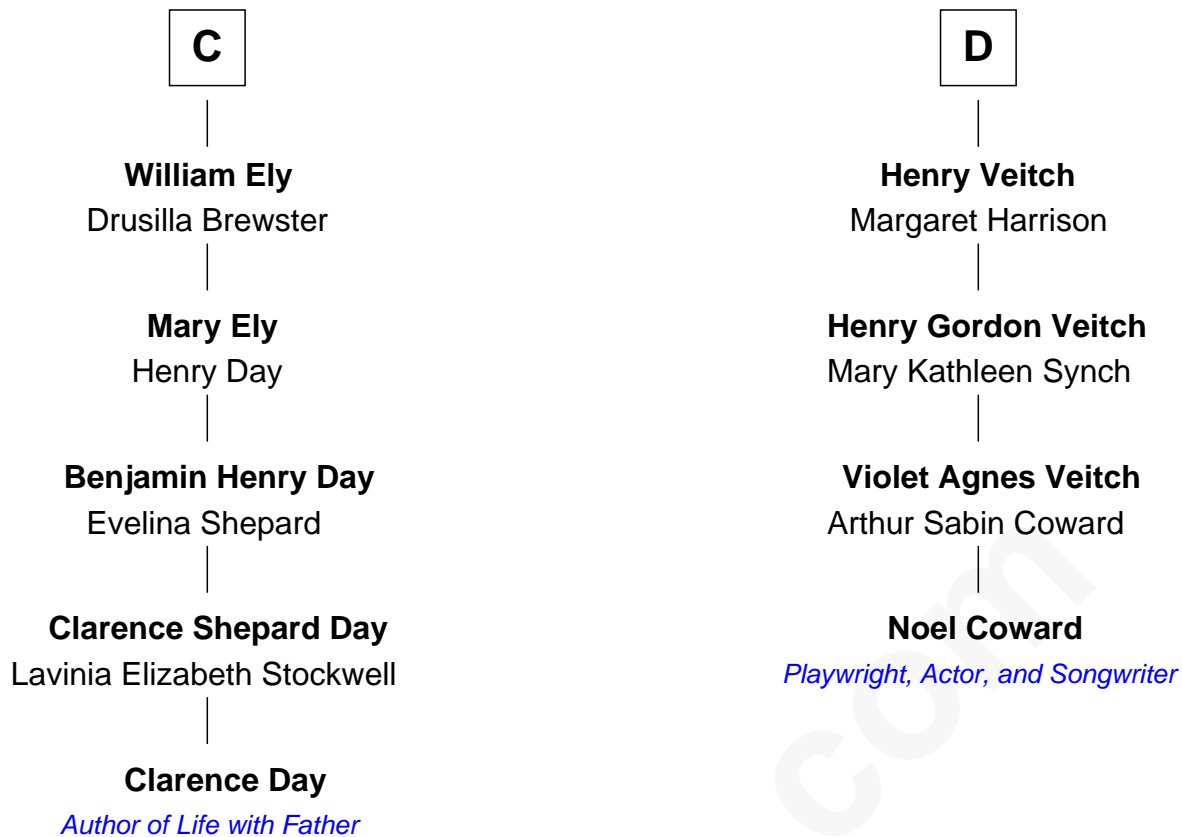 C
William Ely
Drusilla Brewster
Mary Ely
Henry Day
Benjamin Henry Day
Evelina Shepard
Clarence Shepard Day
Lavinia Elizabeth Stockwell
Clarence Day
Author of Life with Father
D
Henry Veitch
Margaret Harrison
Henry Gordon Veitch
Mary Kathleen Synch
Violet Agnes Veitch
Arthur Sabin Coward
Noel Coward
Playwright, Actor, and Songwriter
com